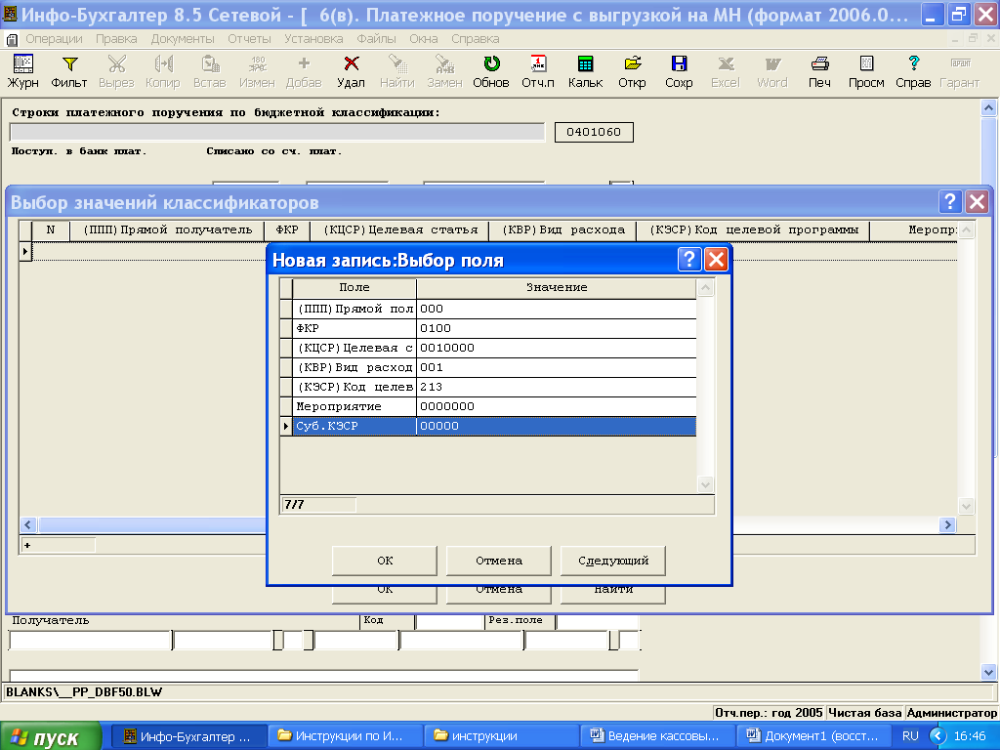 Инфо-Бухгалтер 8.5 Сетевой - [ 6(в). Платежное поручение с выгрузкой на МН (формат 2006.0...
Операции Правка Документы Отчеты Установка Файлы Окна Справка
Журн Фильт Вырез Копир Встав Измен Добав Удал Найти Замен Обнов Отч.п Кальк Откр Сохр Excel Word Печ Просм Справ Гарант
Строки платежного поручения по бюджетной классификации:
0401060
Поступ. в банк плат. Списано со сч. плат.
Выбор значений классификаторов
N (ППП)Прямой получатель ФКР (КЦСР)Целевая статья (КВР)Вид расхода (КЭСР)Код целевой программы Меропр
Новая запись:Выбор поля
Поле Значение
(ППП)Прямой пол 000
ФКР 0100
(КЦСР)Целевая с 0010000
(КВР)Вид расход 001
(КЭСР)Код целев 213
Мероприятие 0000000
Суб.КЭСР 00000
7/7
+
ОК Отмена Следующий
ОК Отмена Найти
Получатель Код Рез.поле
BLANKS\__PP_DBF50.BLW
Отч.пер.: год 2005 Чистая база Администратор
пуск Инфо-Бухгалтер ... Инструкции по И... инструкции Ведение кассовы... Документ1 (восст... RU 16:46